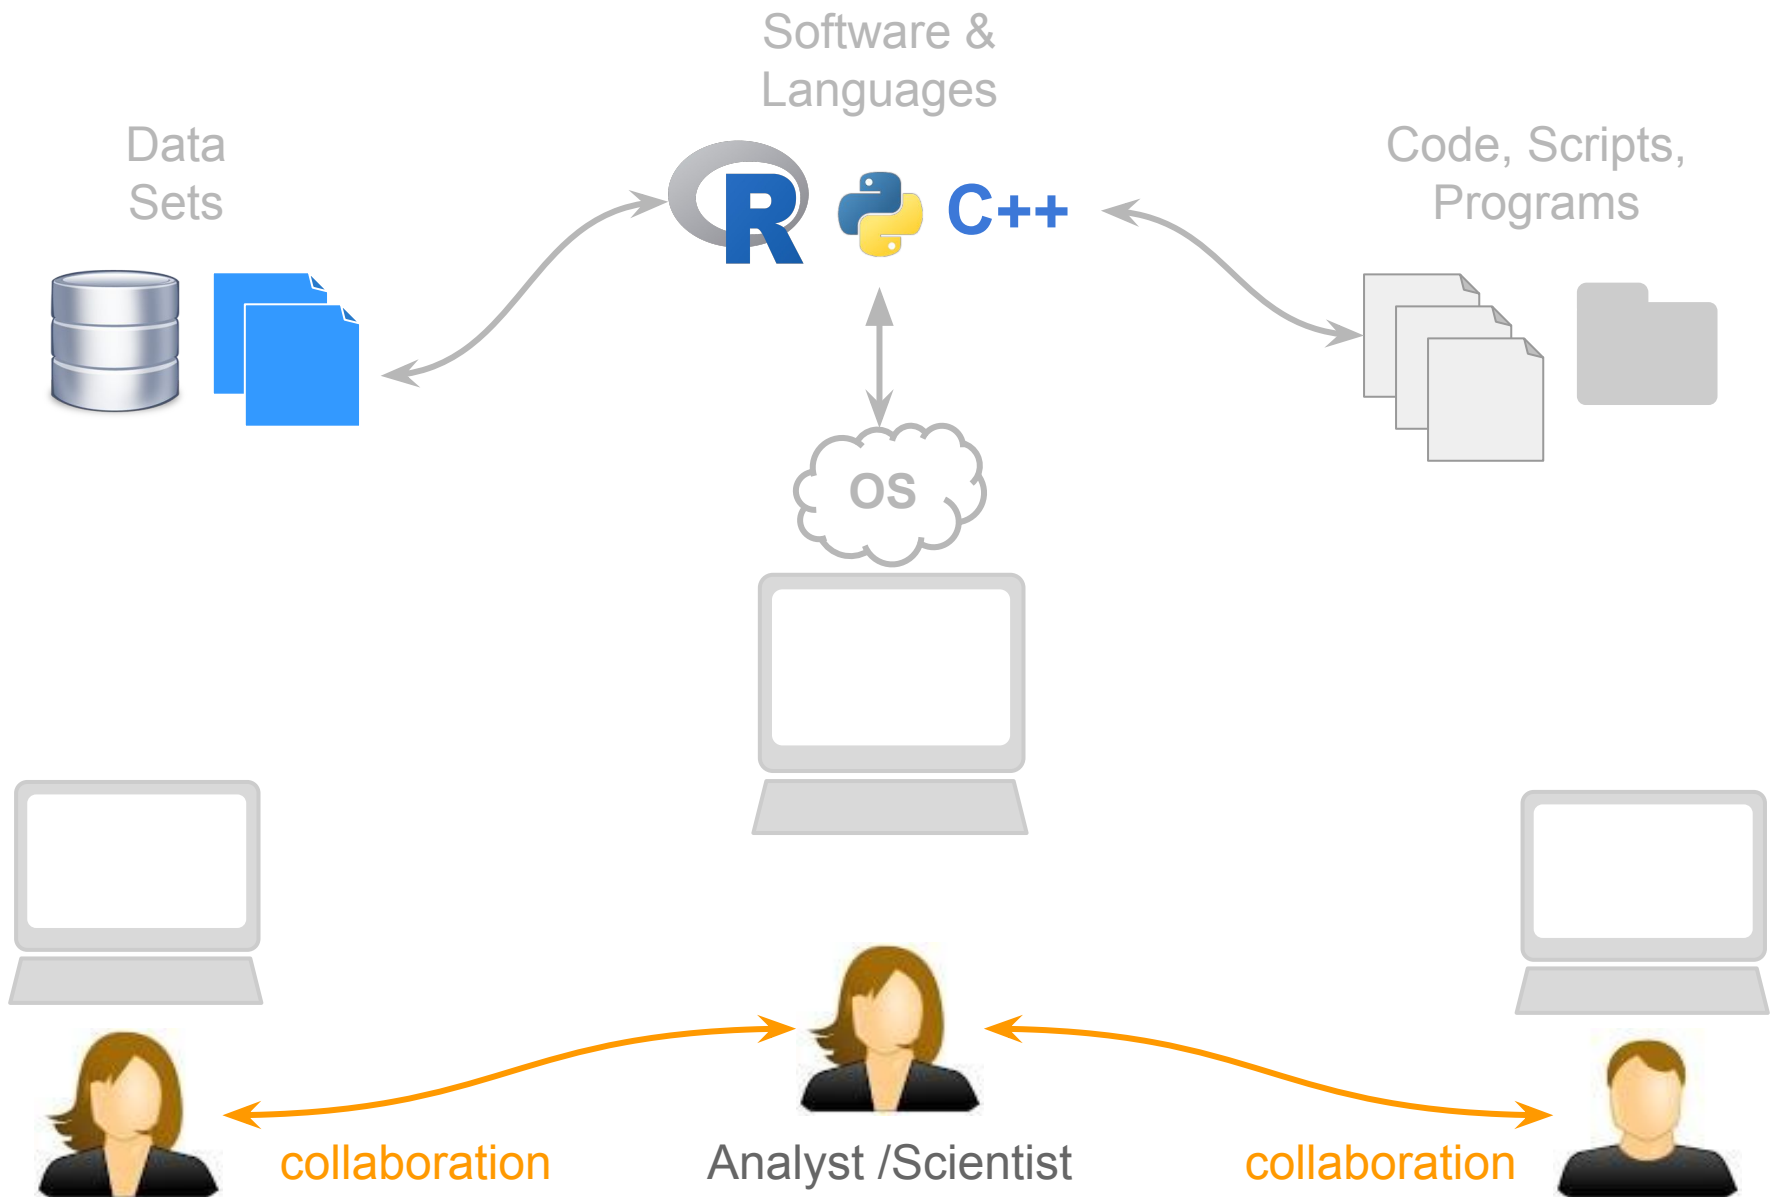 Software &
Languages
Data
Sets
Code, Scripts,
Programs
R
C++
OS
collaboration
Analyst /Scientist
collaboration